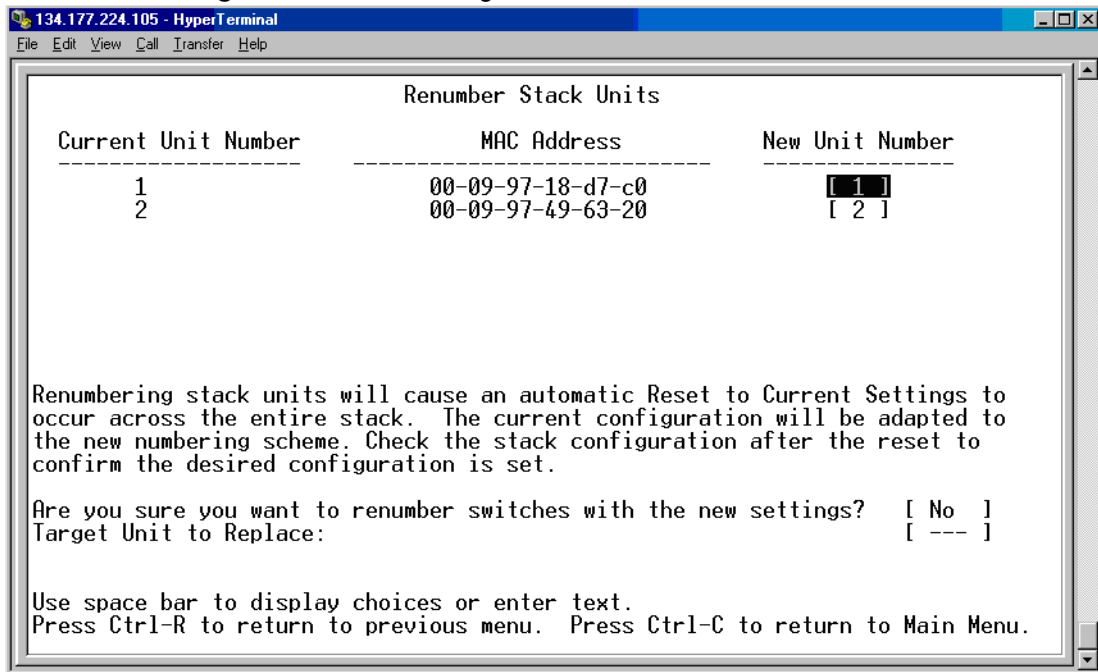 134.177.224.105 - HyperTerminal
File Edit View Call Transfer Help
Renumber Stack Units
Current Unit Number MAC Address New Unit Number
------------------- ---------------------------- ---------------
1 00-09-97-18-d7-c0 [ 1 ]
2 00-09-97-49-63-20 [ 2 ]
Renumbering stack units will cause an automatic Reset to Current Settings to
occur across the entire stack.  The current configuration will be adapted to
the new numbering scheme. Check the stack configuration after the reset to
confirm the desired configuration is set.
Are you sure you want to renumber switches with the new settings? [ No ]
Target Unit to Replace: [ --- ]
Use space bar to display choices or enter text.
Press Ctrl-R to return to previous menu.  Press Ctrl-C to return to Main Menu.